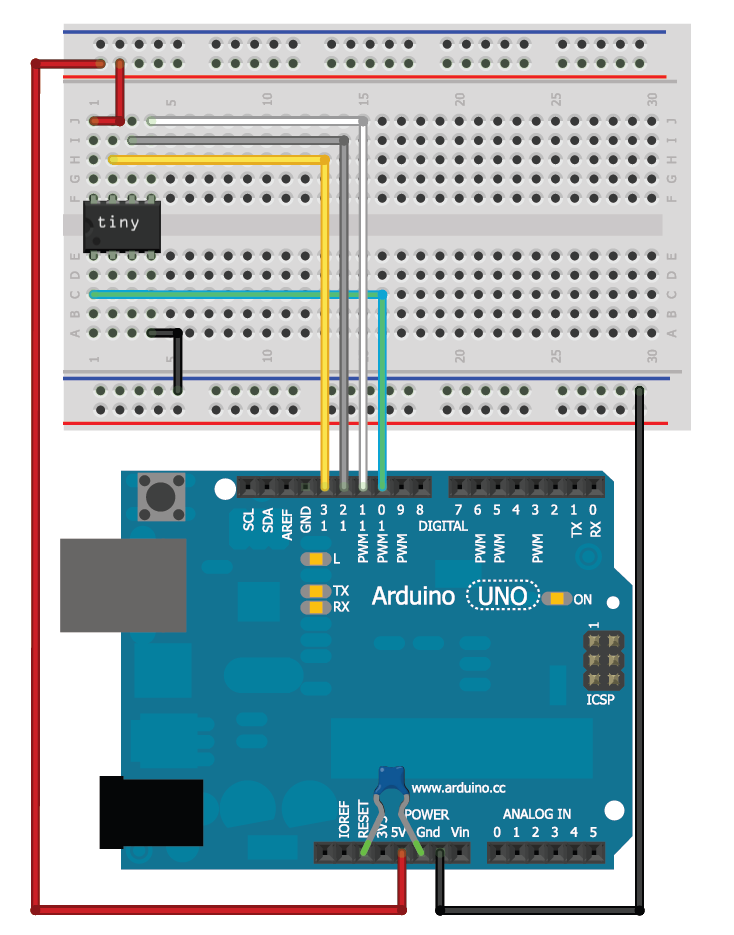 1 5 10 15 20 25 30
J J
I I
H H
G G
F F
tiny
E E
D D
C C
B B
A A
1 5 10 15 20 25 30
SCL SDA AREF GND 13 12 11 10 9 8 7 6 5 4 3 2 1 0
PWM PWM PWM DIGITAL PWM PWM PWM TX RX
L
TX
RX
Arduino UNO ON
1
ICSP
www.arduino.cc
POWER ANALOG IN
IOREF RESET 3V3 5V Gnd Vin 0 1 2 3 4 5